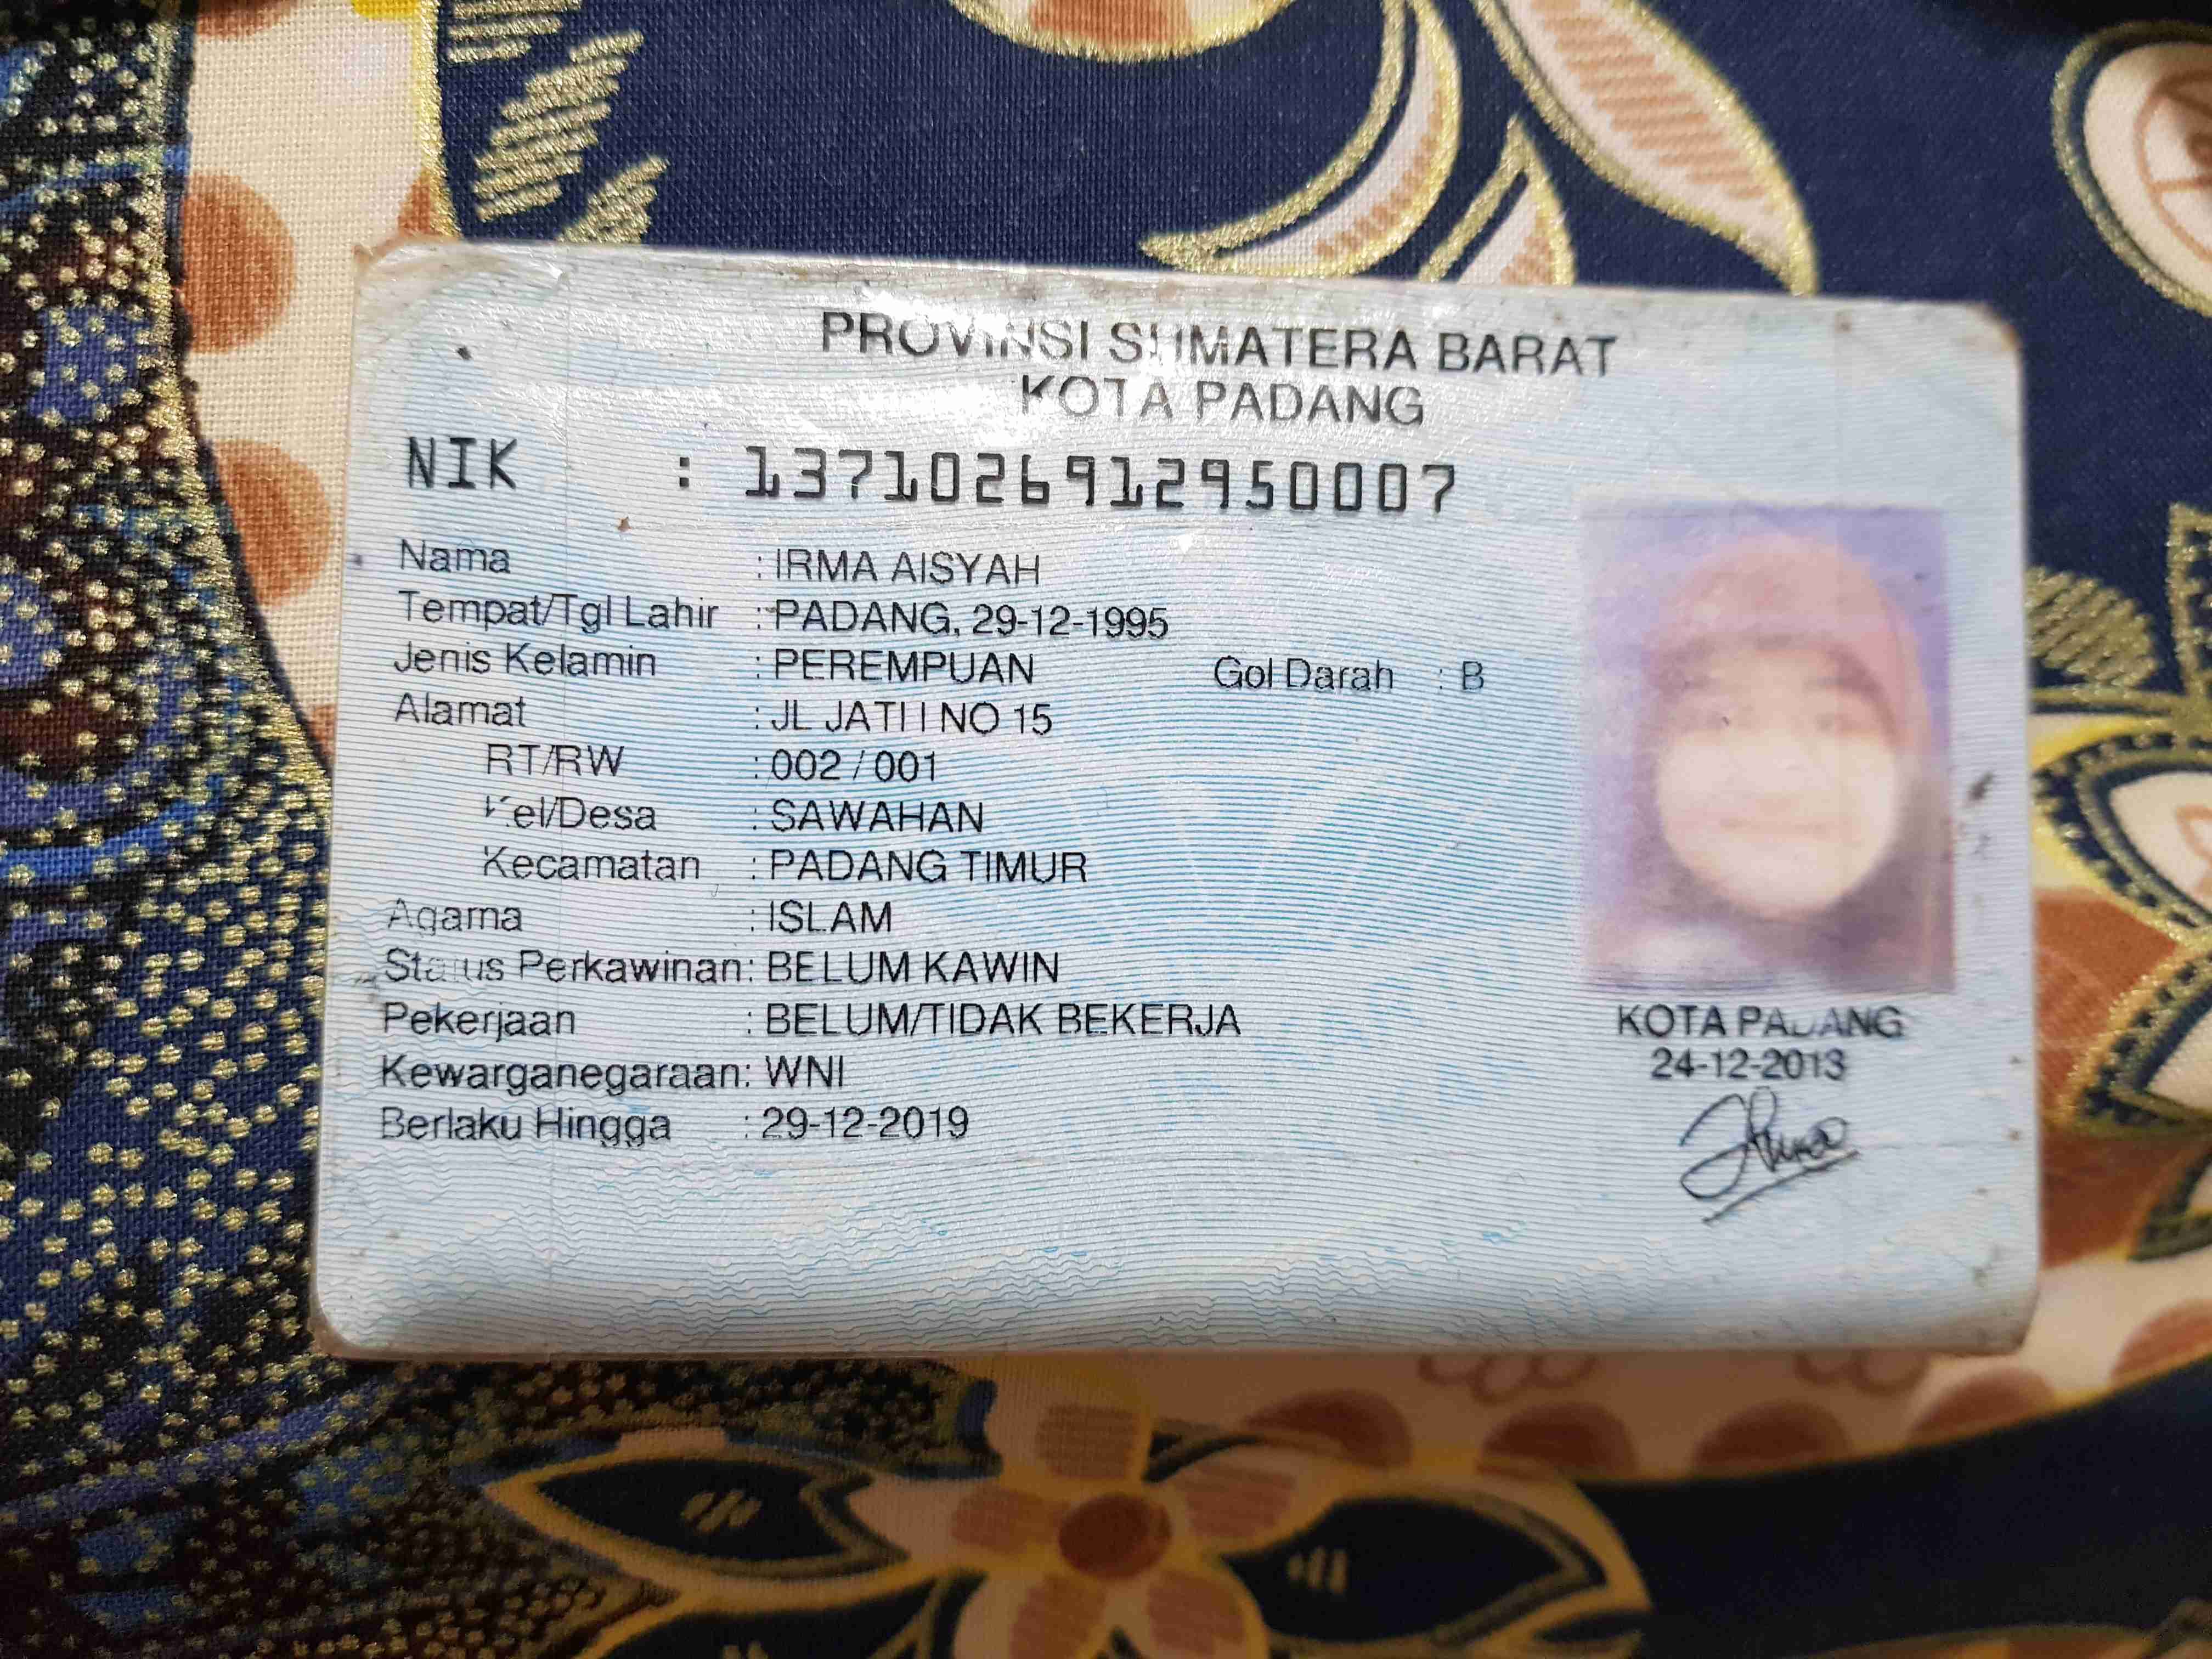 PROVINSI SUMATERA BARAT
KOTA PADANG
NIK : 1371026912950007
Nama : IRMA AISYAH
Tempat/Tgl Lahir : PADANG, 29-12-1995
Jenis Kelamin : PEREMPUAN Gol Darah : B
Alamat : JL JATI I NO 15
RT/RW : 002 / 001
Kel/Desa : SAWAHAN
Kecamatan : PADANG TIMUR
Agama : ISLAM
Status Perkawinan: BELUM KAWIN
Pekerjaan : BELUM/TIDAK BEKERJA
Kewarganegaraan: WNI
Berlaku Hingga : 29-12-2019
KOTA PADANG
24-12-2013